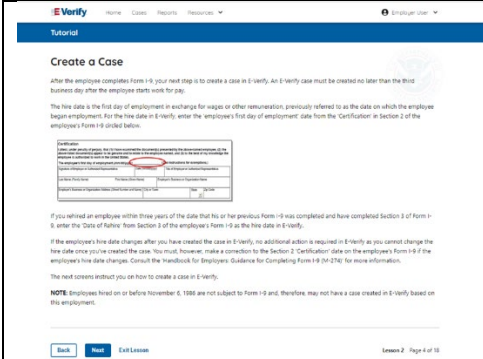 E-Verify Home Cases Reports Resources Employer User
Tutorial
Create a Case
After the employee completes Form I-9, your next step is to create a case in E-Verify. An E-Verify case must be created no later than the third
business day after the employee starts work for pay.
The hire date is the first day of employment in exchange for wages or other remuneration, previously referred to as the date on which the employee
began employment. For the hire date in E-Verify, enter the 'employee's first day of employment' date from the 'Certification' in Section 2 of the
employee's Form I-9 circled below.
Certification
The employee's first day of employment
If you rehired an employee within three years of the date that his or her previous Form I-9 was completed and have completed Section 3 of Form I-
9, enter the 'Date of Rehire' from Section 3 of the employee's Form I-9 as the hire date in E-Verify.
If the employee's hire date changes after you have created the case in E-Verify, no additional action is required in E-Verify as you cannot change the
hire date once you've created the case. You must, however, make a correction to the Section 2 'Certification' date on the employee's Form I-9 if the
employee's hire date changes. Consult the 'Handbook for Employers: Guidance for Completing Form I-9 (M-274)' for more information.
The next screens instruct you on how to create a case in E-Verify.
NOTE: Employees hired on or before November 6, 1986 are not subject to Form I-9 and, therefore, may not have a case created in E-Verify based on
this employment.
Back Next Exit Lesson Lesson 2 Page 4 of 18